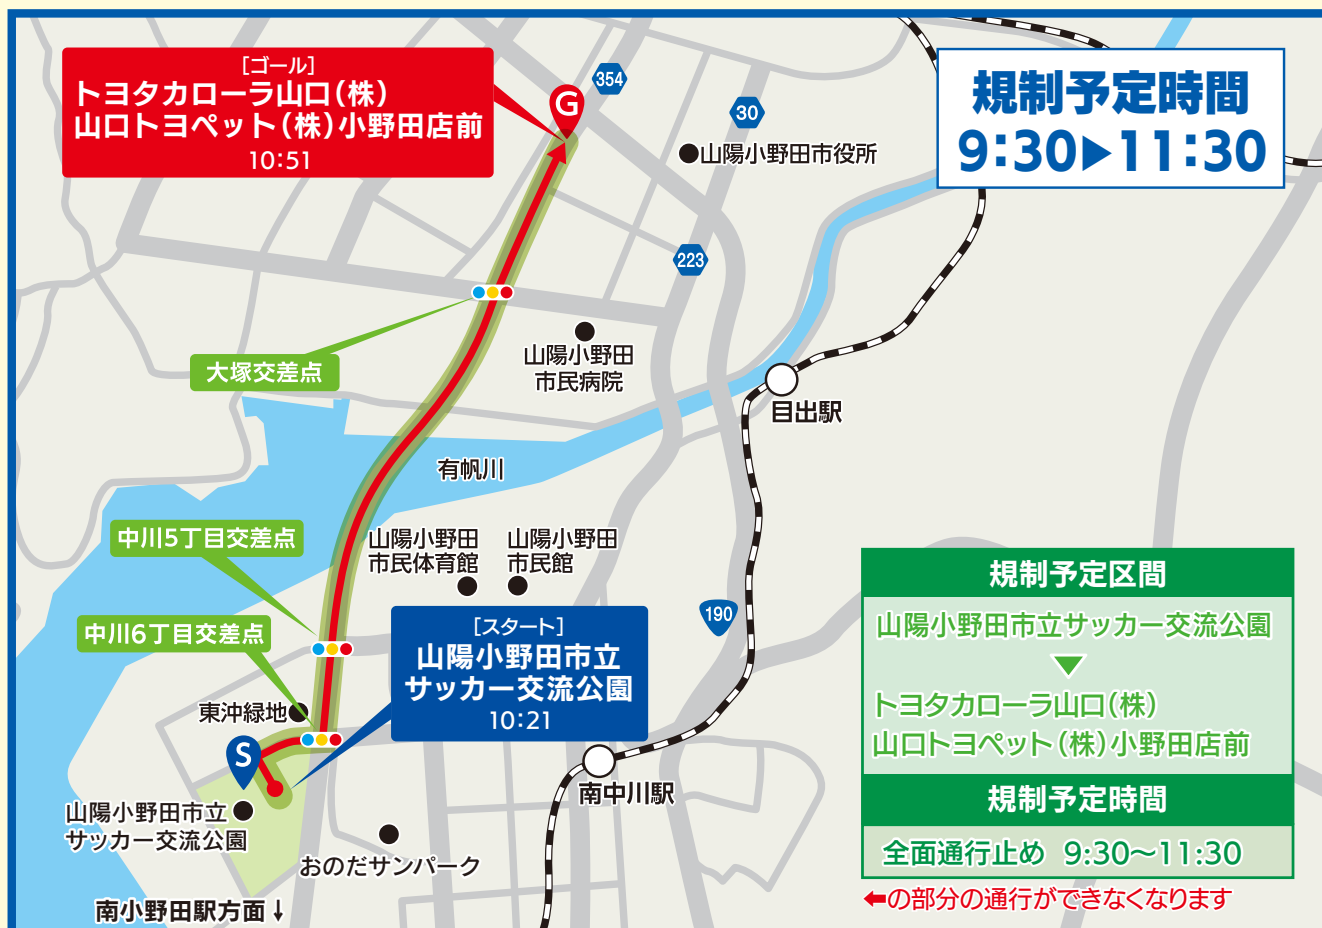 [ゴール]
トヨタカローラ山口(株)
山口トヨペット(株)小野田店前
10:51
G
354
30
山陽小野田市役所
規制予定時間
9:30▶11:30
223
大塚交差点
山陽小野田
市民病院
目出駅
有帆川
中川5丁目交差点
山陽小野田
市民体育館
山陽小野田
市民館
中川6丁目交差点
190
[スタート]
山陽小野田市立
サッカー交流公園
10:21
東沖緑地
S
山陽小野田市立
サッカー交流公園
おのだサンパーク
南中川駅
南小野田駅方面↓
規制予定区間
山陽小野田市立サッカー交流公園
▼
トヨタカローラ山口(株)
山口トヨペット(株)小野田店前
規制予定時間
全面通行止め 9:30〜11:30
←の部分の通行ができなくなります